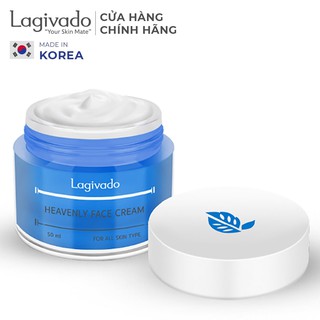 Lagivado
"Your Skin Mate"
CỬA HÀNG
CHÍNH HÃNG
MADE IN
KOREA
Lagivado
HEAVENLY FACE CREAM
50 ml
FOR ALL SKIN TYPE